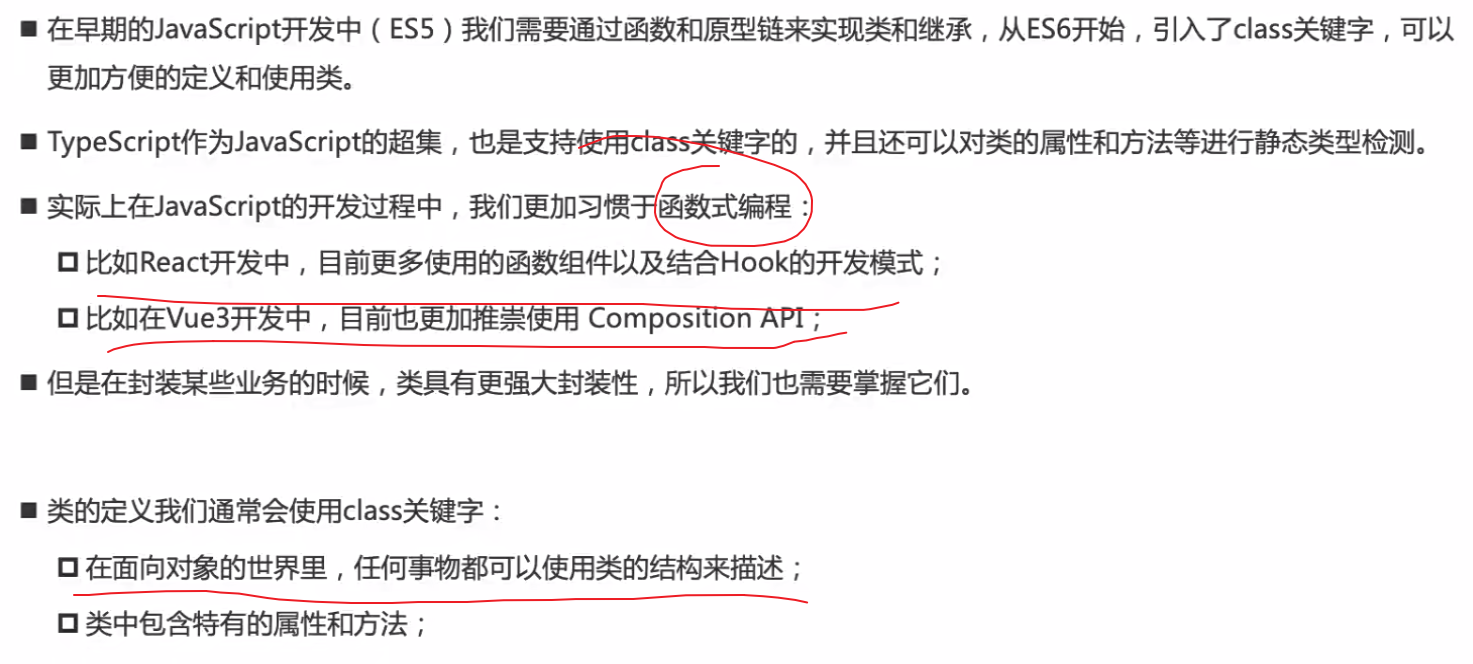 ■ 在早期的JavaScript开发中（ES5）我们需要通过函数和原型链来实现类和继承，从ES6开始，引入了class关键字，可以
更加方便的定义和使用类。
■ TypeScript作为JavaScript的超集，也是支持使用class关键字的，并且还可以对类的属性和方法等进行静态类型检测。
■ 实际上在JavaScript的开发过程中，我们更加习惯于函数式编程：
比如React开发中，目前更多使用的函数组件以及结合Hook的开发模式；
比如在Vue3开发中，目前也更加推崇使用 Composition API；
■ 但是在封装某些业务的时候，类具有更强大封装性，所以我们也需要掌握它们。
■ 类的定义我们通常会使用class关键字：
在面向对象的世界里，任何事物都可以使用类的结构来描述；
类中包含特有的属性和方法；